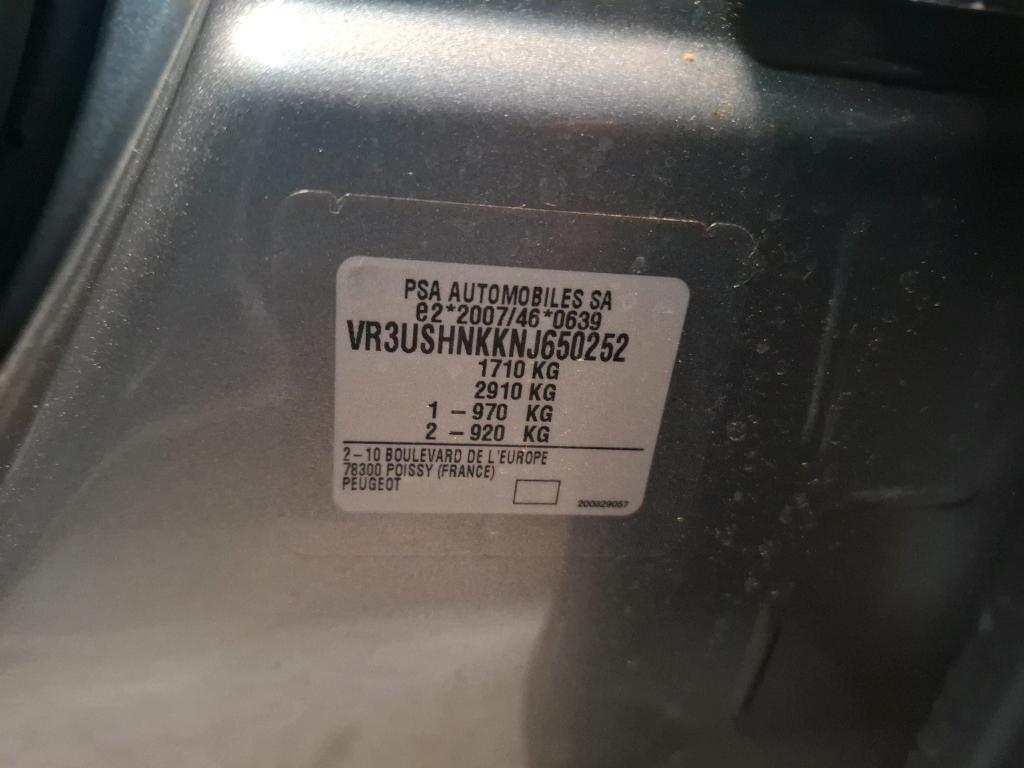 PSA AUTOMOBILES SA
e2*2007/46*0639
VR3USHNKKNJ650252
1710 KG
2910 KG
1 - 970 KG
2 - 920 KG
2-10 BOULEVARD DE L'EUROPE
78300 POISSY (FRANCE)
PEUGEOT
200029057